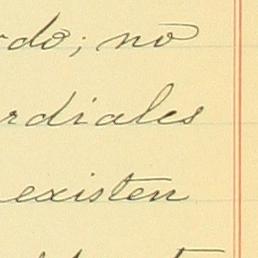 rdo; no
rdiales
existen